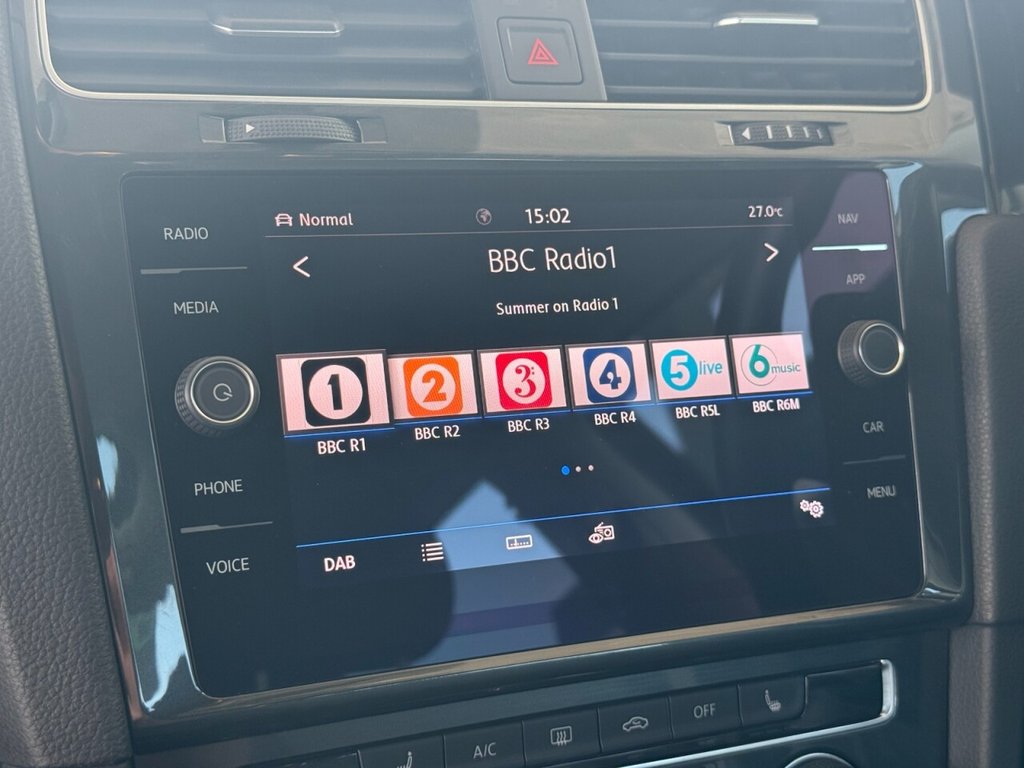 Normal 15:02 27.0°C
RADIO
NAV
BBC Radio1
APP
MEDIA
Summer on Radio 1
1 2 3 4 5 live 6 music
BBC R1 BBC R2 BBC R3 BBC R4 BBC R5L BBC R6M
CAR
PHONE
MENU
VOICE
DAB
A/C OFF